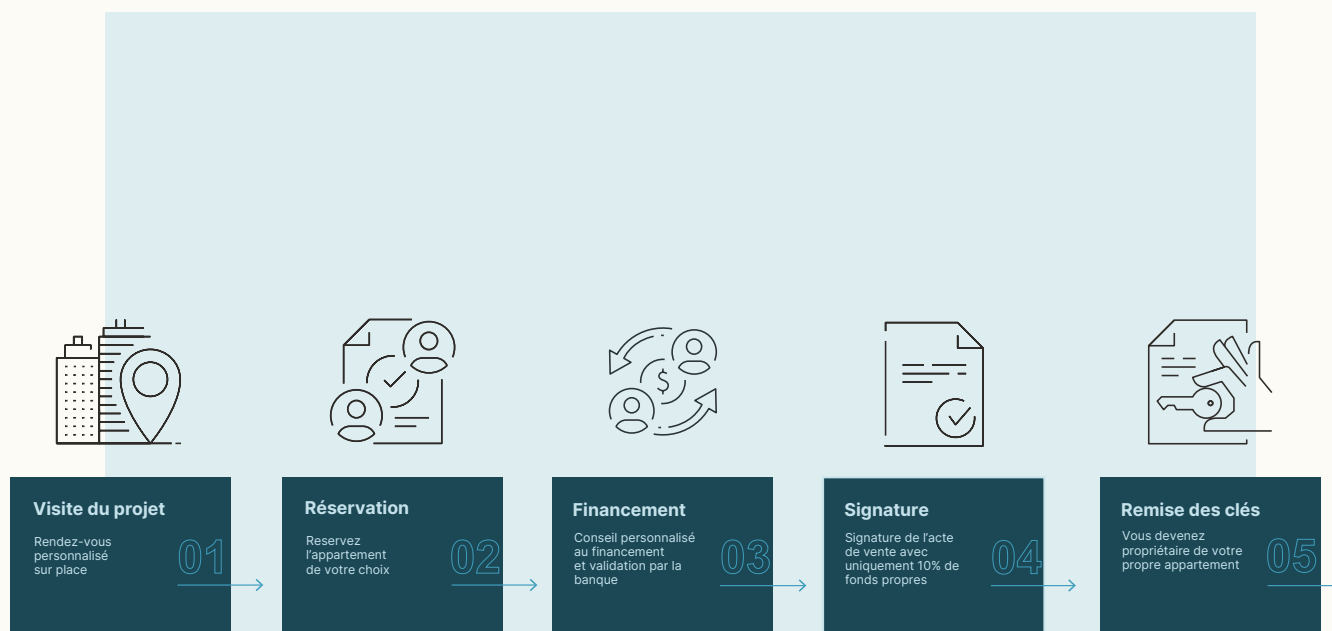 Visite du projet
Rendez-vous
personnalisé
sur place
01
Réservation
Reservez
l'appartement
de votre choix
02
Financement
Conseil personnalisé
au financement
et validation par la
banque
03
Signature
Signature de l'acte
de vente avec
uniquement 10% de
fonds propres
04
Remise des clés
Vous devenez
propriétaire de votre
propre appartement
05
$